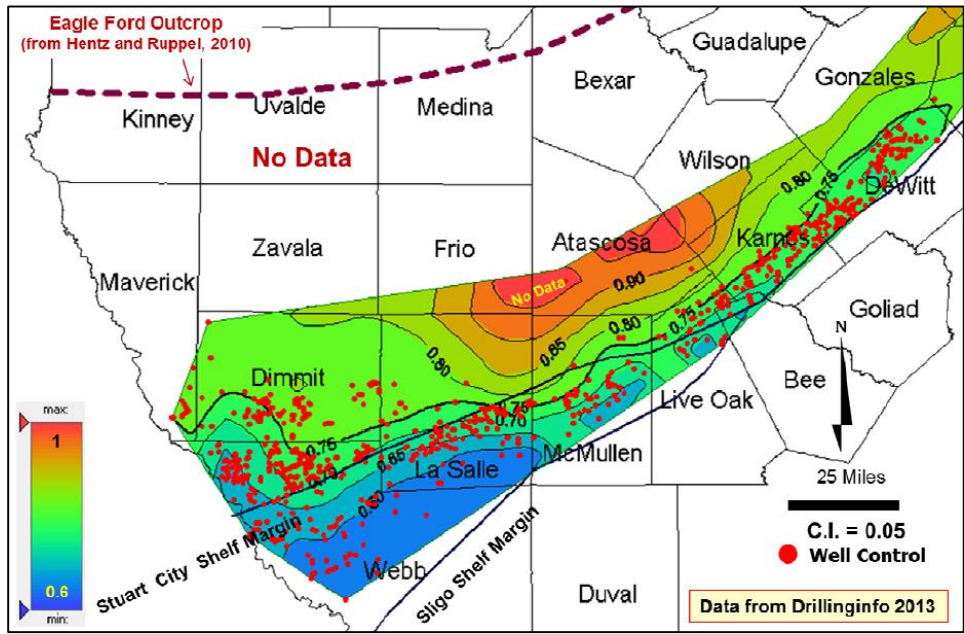 Eagle Ford Outcrop
(from Hentz and Ruppel, 2010)
Guadalupe
Bexar
Gonzales
Kinney
Uvalde
Medina
No Data
Wilson
0.80
0.75
DeWitt
Zavala
Frio
Atascosa
Karnes
Maverick
No Data
0.90
0.75
Goliad
0.80
0.85
0.80
N
Dimmit
0.75
0.70
Bee
Live Oak
0.75
0.70
0.65
La Salle
McMullen
0.60
25 Miles
C.I. = 0.05
Well Control
Stuart City Shelf Margin
Sligo Shelf Margin
Webb
Duval
Data from Drillinginfo 2013
max:
1
0.6
min: